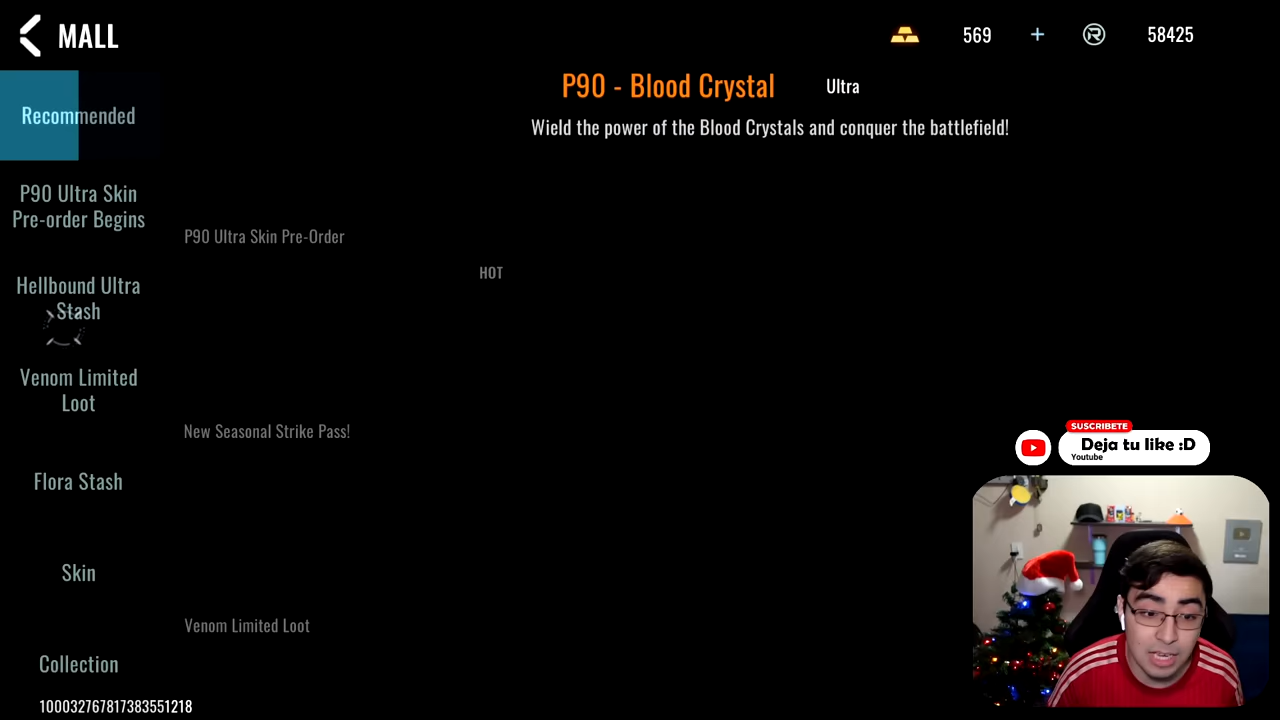 MALL
569
+
58425
Recommended
P90 - Blood Crystal
Ultra
Wield the power of the Blood Crystals and conquer the battlefield!
P90 Ultra Skin
Pre-order Begins
P90 Ultra Skin Pre-Order
HOT
Hellbound Ultra
Stash
Venom Limited
Loot
New Seasonal Strike Pass!
SUSCRIBETE
Deja tu like :D
Youtube
Flora Stash
Skin
Venom Limited Loot
Collection
100032767817383551218